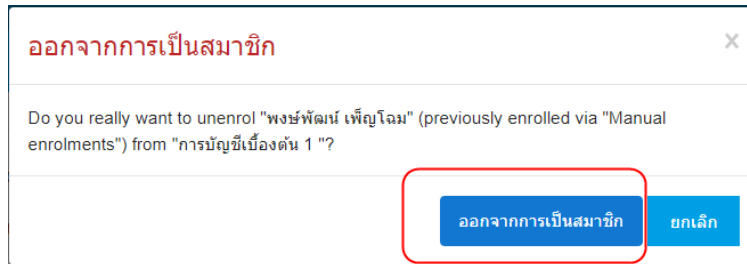 ออกจากการเป็นสมาชิก
×
Do you really want to unenrol "พงษ์พัฒน์ เพ็ญโฉม" (previously enrolled via "Manual
enrolments") from "การบัญชีเบื้องต้น 1 "?
ออกจากการเป็นสมาชิก ยกเลิก